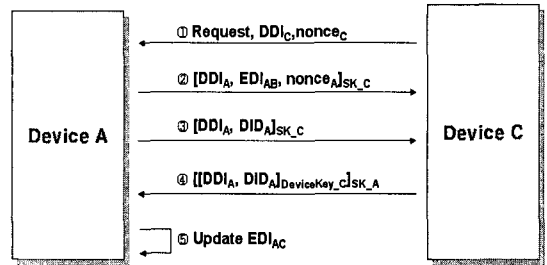 ① Request, DDI_C,nonce_C
② [DDI_A, EDI_AB, nonce_A]_SK_C
Device A
Device C
③ [DDI_A, DID_A]_SK_C
④ [[DDI_A, DID_A]_DeviceKey_C]_SK_A
⑤ Update EDI_AC